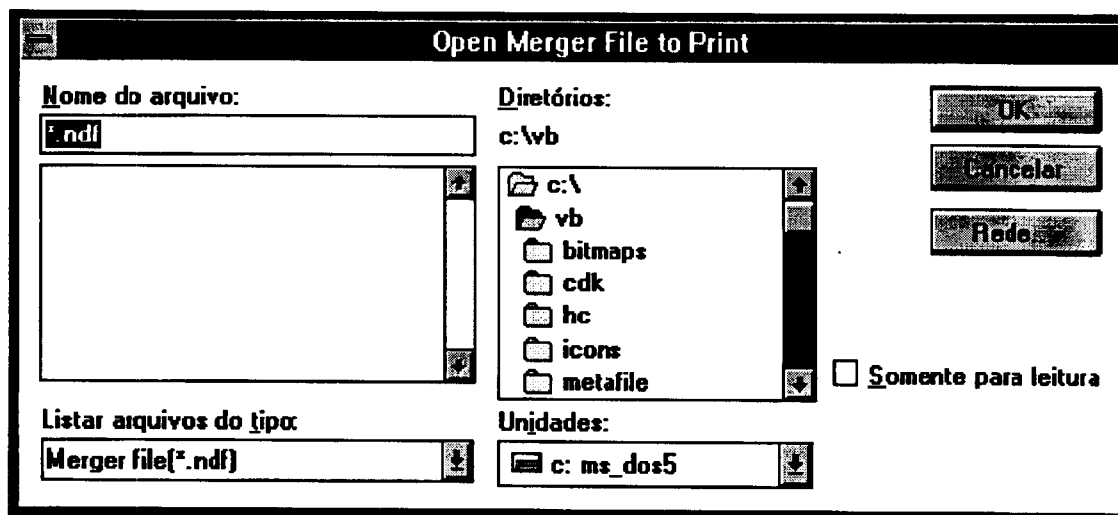 Open Merger File to Print
Nome do arquivo:
*.ndf
Diretórios:
c:\vb
c:\
vb
bitmaps
cdk
hc
icons
metafile
OK
Cancelar
Rede...
Somente para leitura
Listar arquivos do tipo:
Merger file(*.ndf)
Unidades:
c: ms_dos5